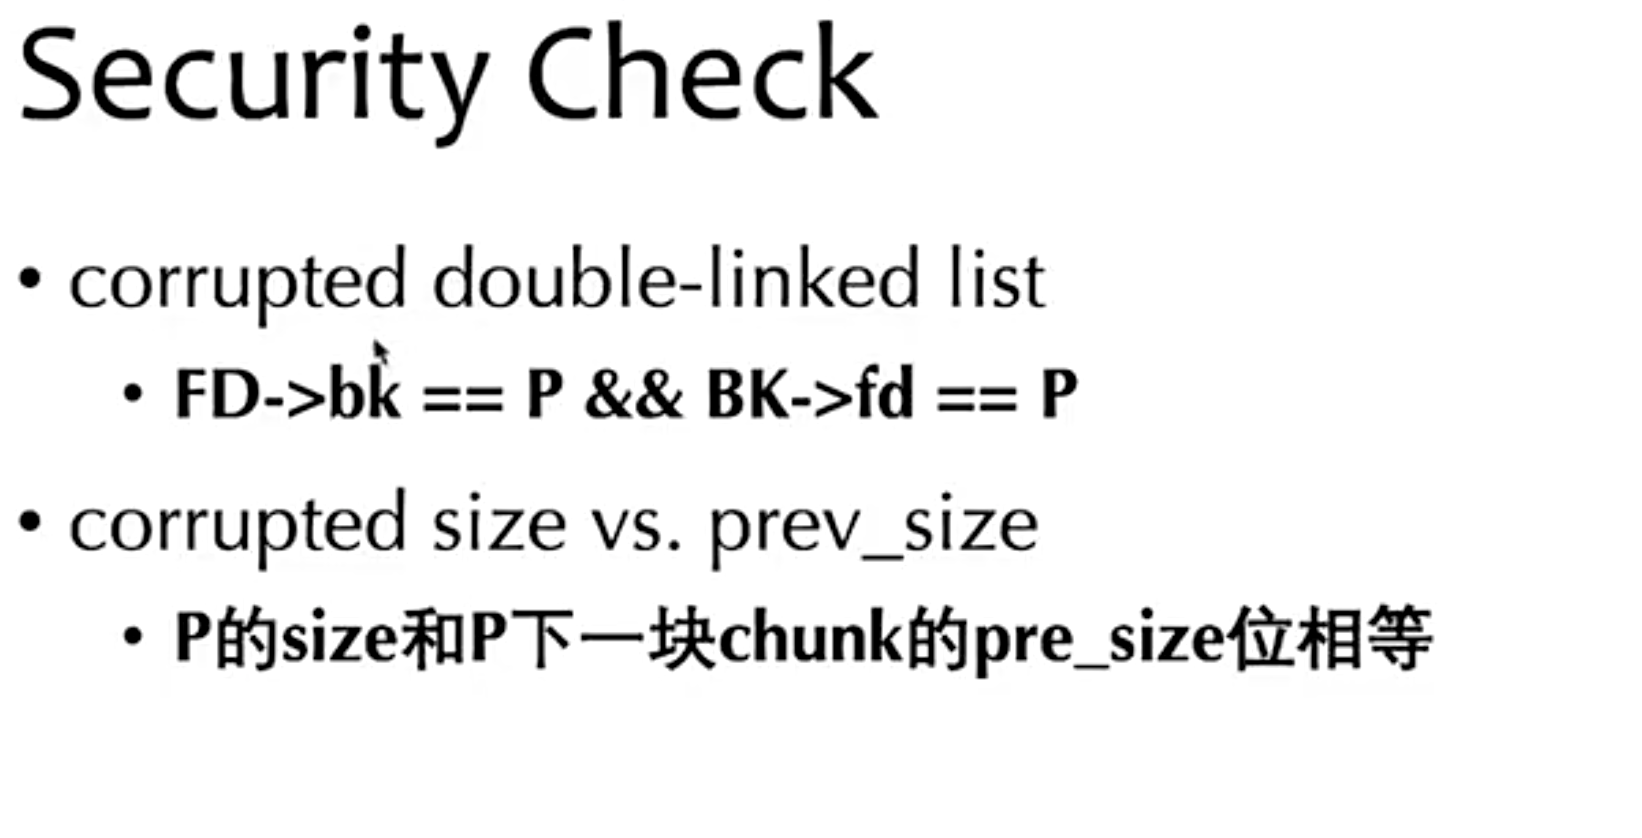 Security Check
• corrupted double-linked list
• FD->bk == P && BK->fd == P
• corrupted size vs. prev_size
• P的size和P下一块chunk的pre_size位相等